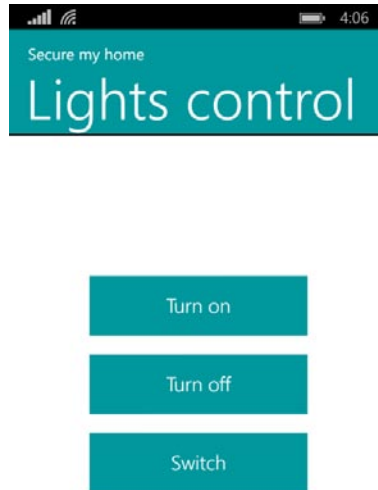 4:06
Secure my home
Lights control
Turn on
Turn off
Switch